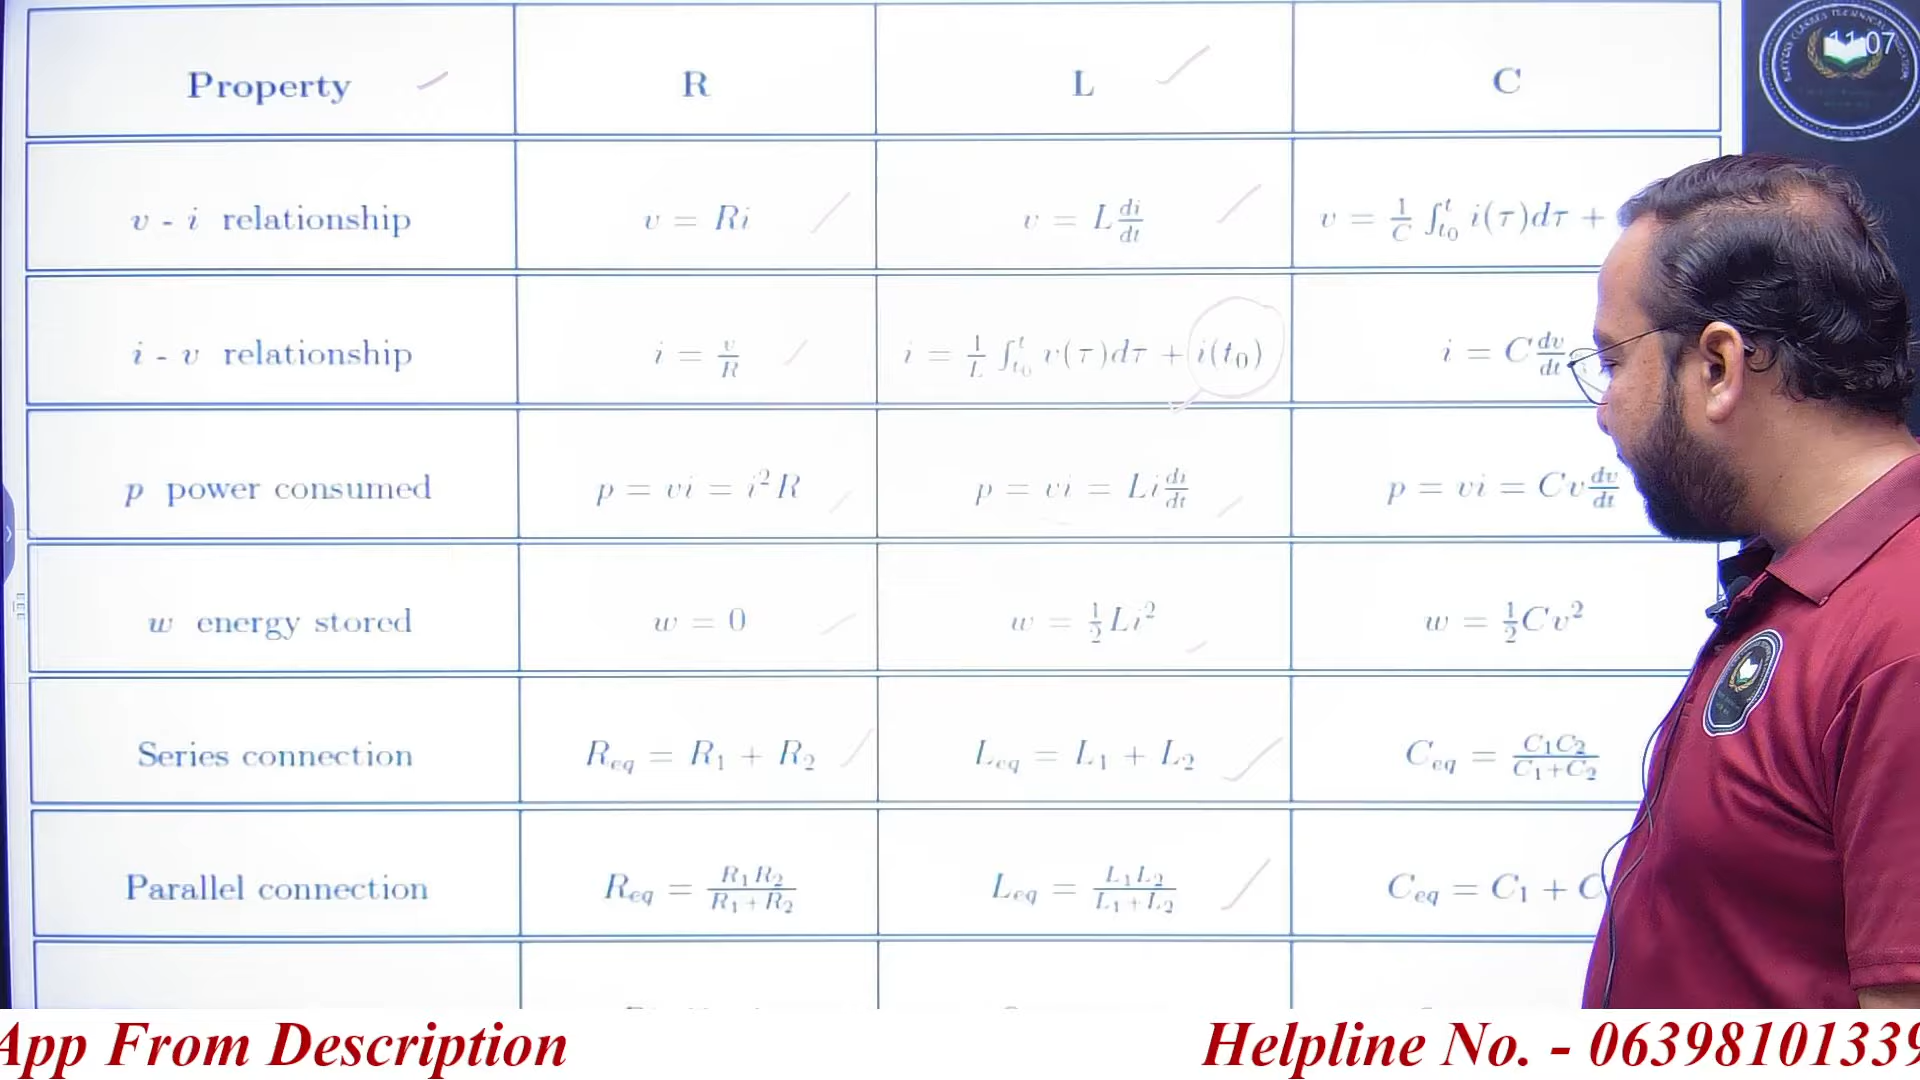 Property R L C
v - i relationship v = Ri v = L di/dt v = 1/C ∫_{t0}^{t} i(τ)dτ +
i - v relationship i = v/R i = 1/L ∫_{t0}^{t} v(τ)dτ + i(t0) i = C dv/dt
p power consumed p = vi = i²R p = vi = Li di/dt p = vi = Cv dv/dt
w energy stored w = 0 w = 1/2 Li² w = 1/2 Cv²
Series connection Req = R1 + R2 Leq = L1 + L2 Ceq = C1C2/C1+C2
Parallel connection Req = R1R2/R1+R2 Leq = L1L2/L1+L2 Ceq = C1 + C
11:07
App From Description Helpline No. - 06398101339